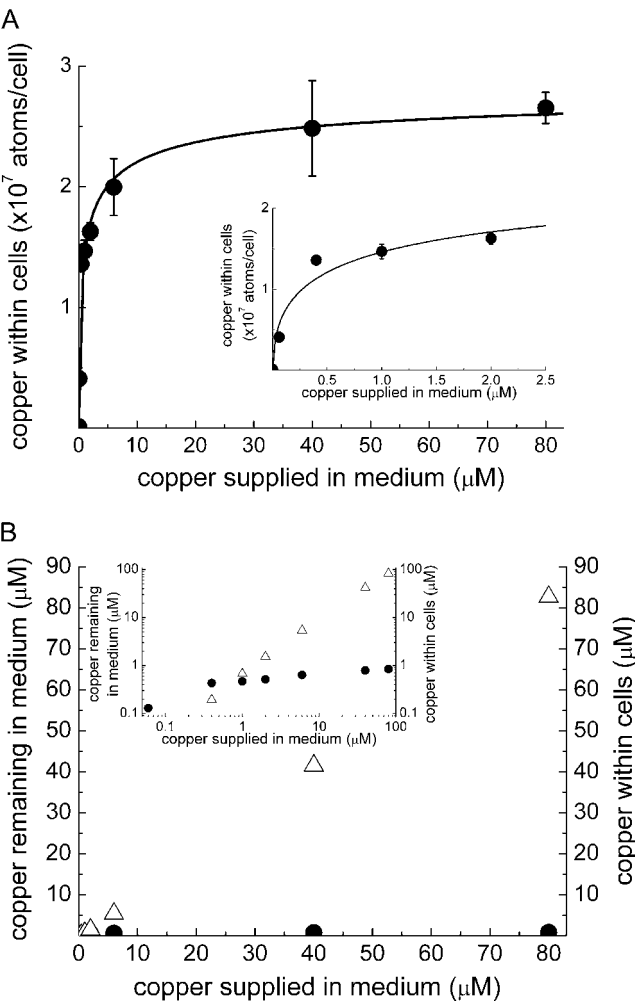 A
copper within cells (x10⁷ atoms/cell)
3
2
1
0 10 20 30 40 50 60 70 80
copper supplied in medium (μM)
copper within cells
(x10⁷ atoms/cell)
2
1
0.5 1.0 1.5 2.0 2.5
copper supplied in medium (μM)
B
copper remaining in medium (μM)
90
80
70
60
50
40
30
20
10
0 10 20 30 40 50 60 70 80
copper supplied in medium (μM)
copper within cells (μM)
90
80
70
60
50
40
30
20
10
copper remaining
in medium (μM)
100
10
1
0.1
0.1 1 10 100
copper supplied in medium (μM)
copper within cells (μM)
100
10
1
0.1